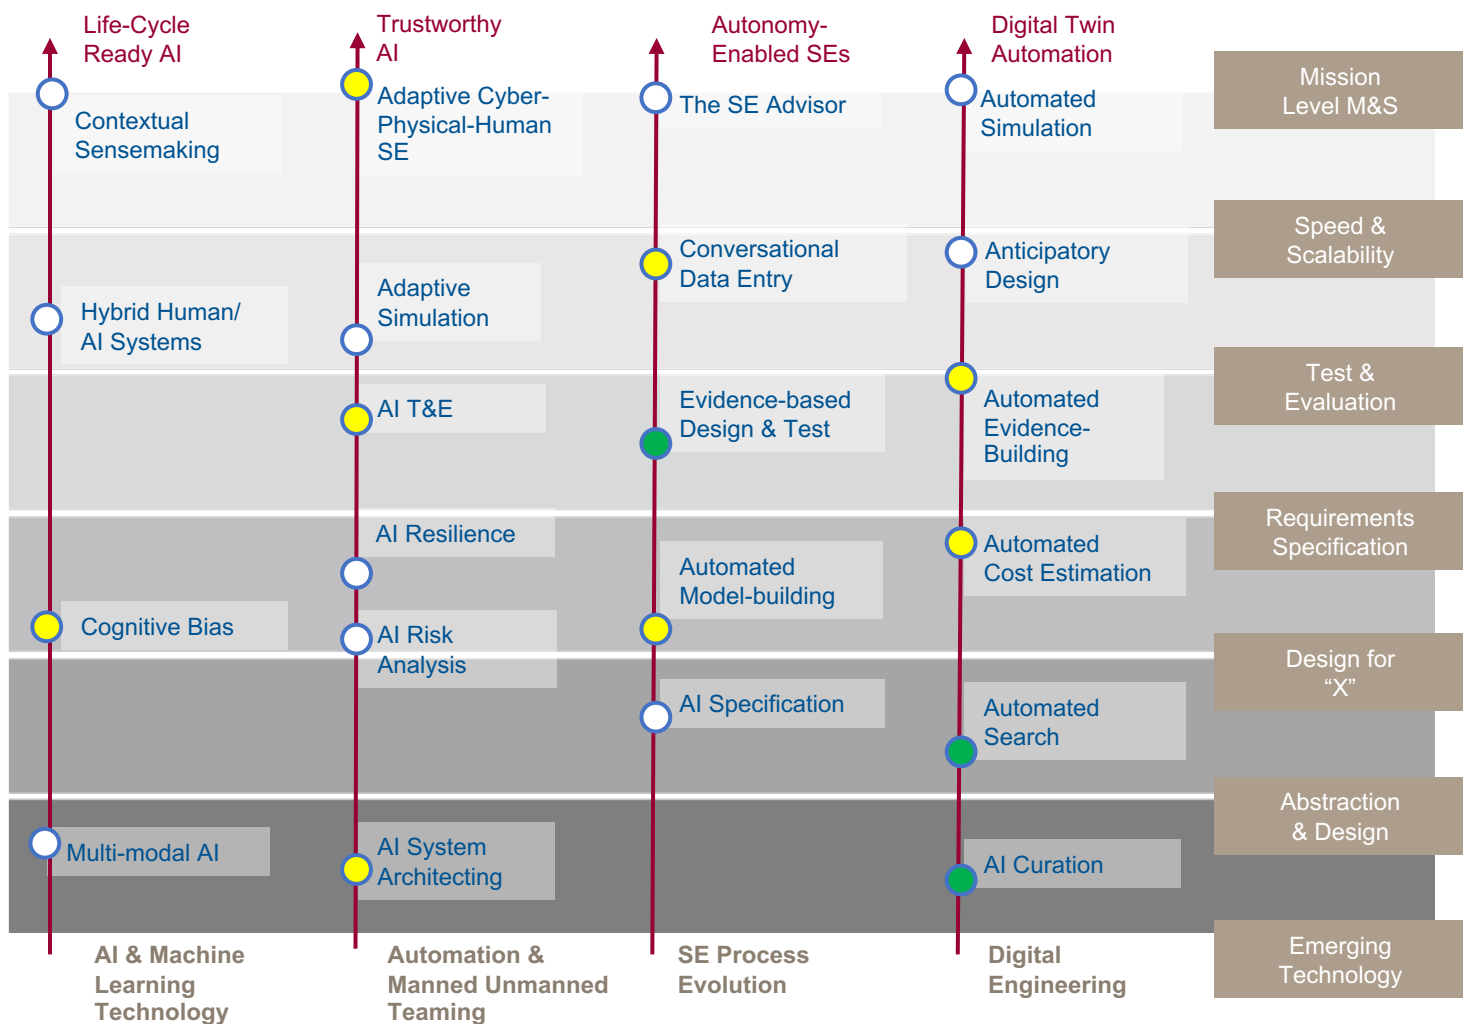 Life-Cycle
Ready AI
Trustworthy
AI
Autonomy-
Enabled SEs
Digital Twin
Automation
Mission
Level M&S
Contextual
Sensemaking
Adaptive Cyber-
Physical-Human
SE
The SE Advisor
Automated
Simulation
Speed &
Scalability
Hybrid Human/
AI Systems
Adaptive
Simulation
Conversational
Data Entry
Anticipatory
Design
Test &
Evaluation
AI T&E
Evidence-based
Design & Test
Automated
Evidence-
Building
Requirements
Specification
Cognitive Bias
AI Resilience
AI Risk
Analysis
Automated
Model-building
Automated
Cost Estimation
Design for
“X”
AI Specification
Automated
Search
Abstraction
& Design
Multi-modal AI
AI System
Architecting
AI Curation
Emerging
Technology
AI & Machine
Learning
Technology
Automation &
Manned Unmanned
Teaming
SE Process
Evolution
Digital
Engineering